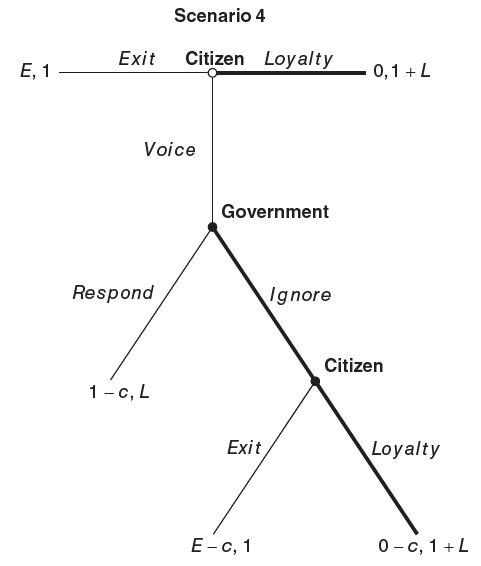 Scenario 4
E, 1 Exit Citizen Loyalty 0,1 + L
Voice
Government
Respond Ignore
Citizen
1 – c, L
Exit Loyalty
E – c, 1 0 – c, 1 + L